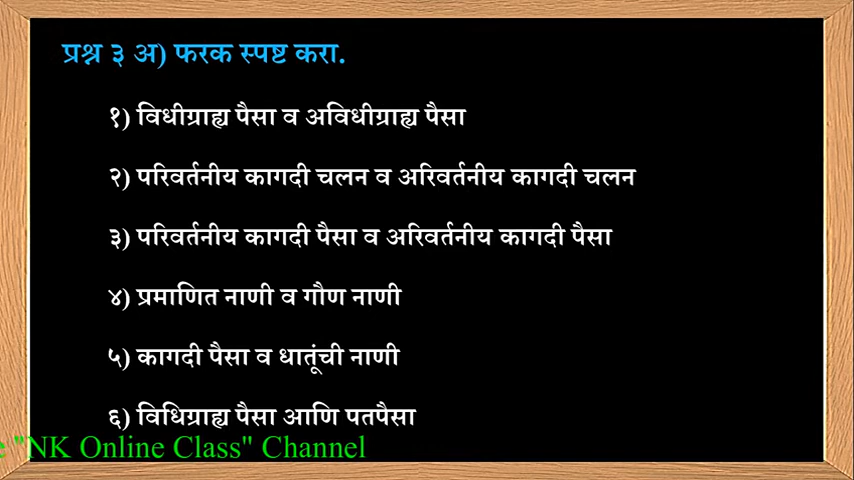 प्रश्न ३ अ) फरक स्पष्ट करा.
१) विधीग्राह्य पैसा व अविधीग्राह्य पैसा
२) परिवर्तनीय कागदी चलन व अरिवर्तनीय कागदी चलन
३) परिवर्तनीय कागदी पैसा व अरिवर्तनीय कागदी पैसा
४) प्रमाणित नाणी व गौण नाणी
५) कागदी पैसा व धातूंची नाणी
६) विधिग्राह्य पैसा आणि पतपैसा
"NK Online Class" Channel